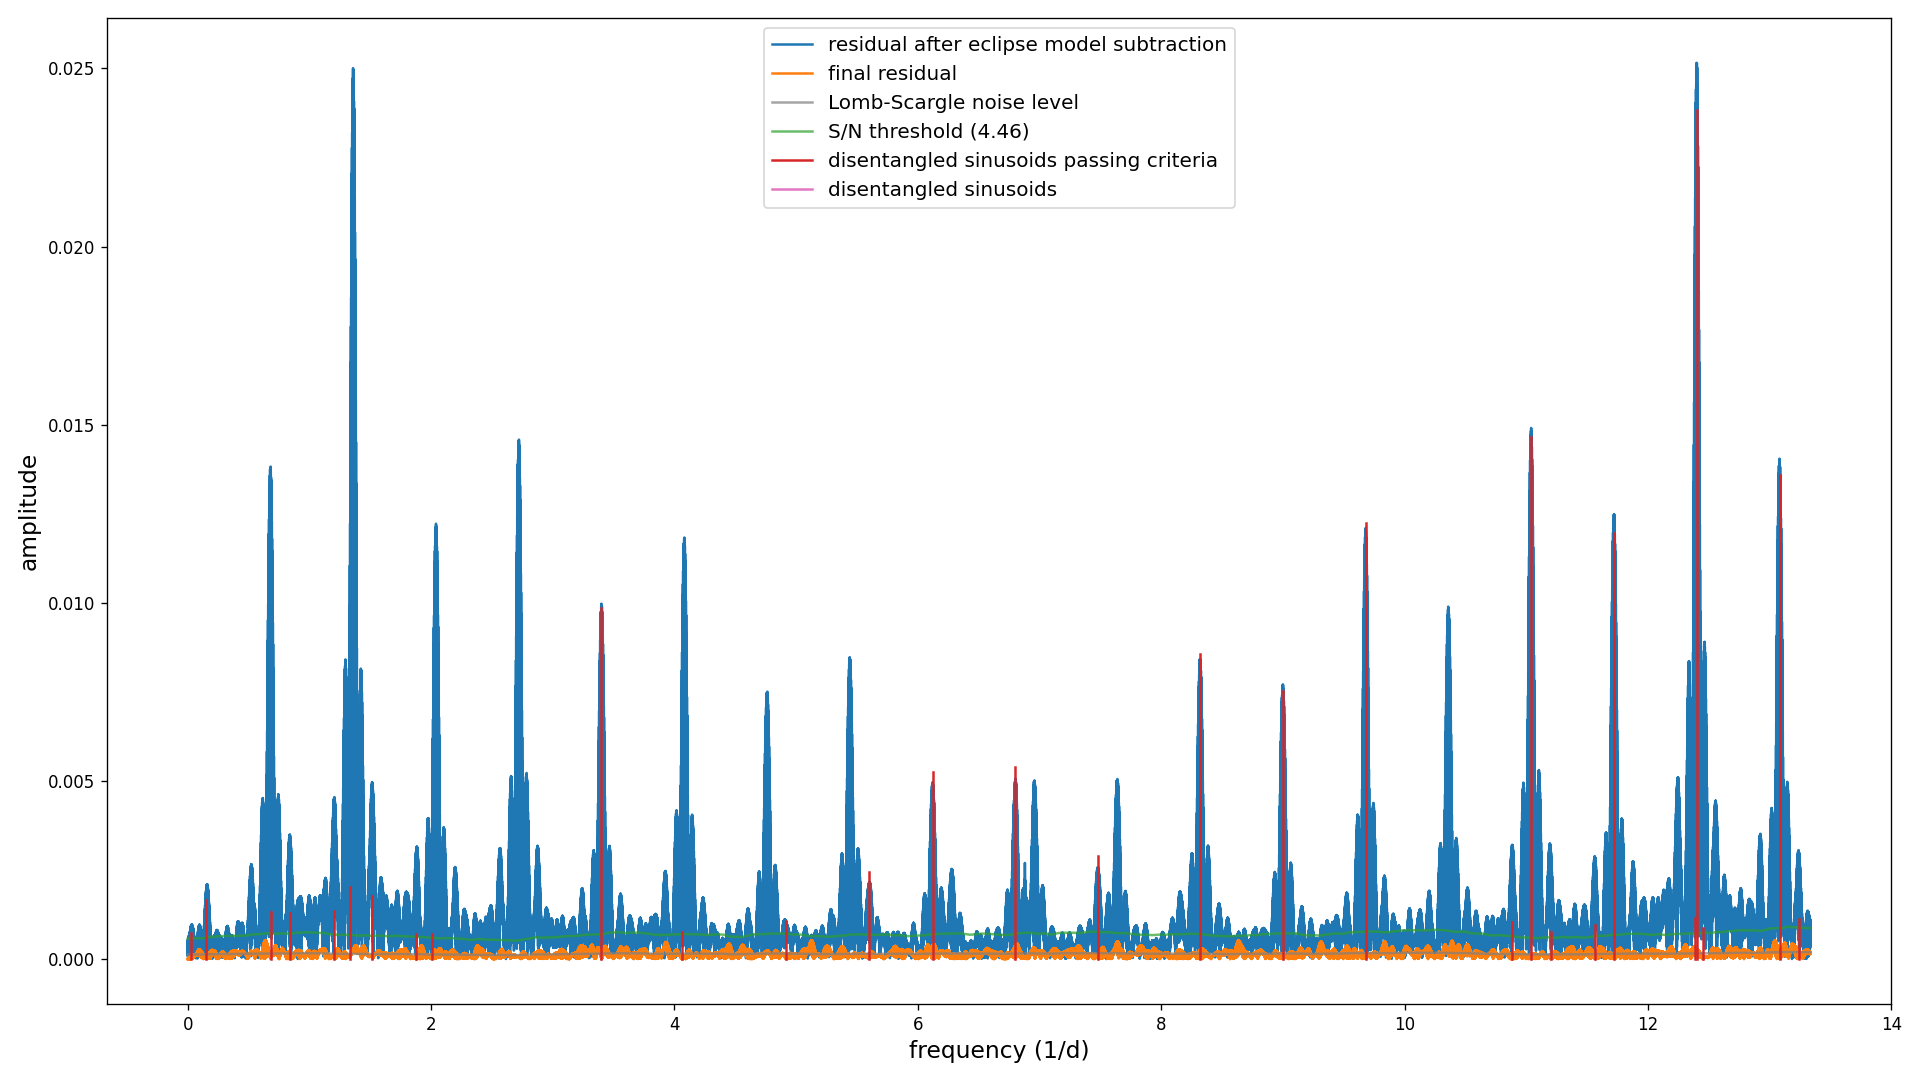 residual after eclipse model subtraction
final residual
Lomb-Scargle noise level
S/N threshold (4.46)
disentangled sinusoids passing criteria
disentangled sinusoids
0.025
0.020
0.015
0.010
0.005
0.000
amplitude
0 2 4 6 8 10 12 14
frequency (1/d)